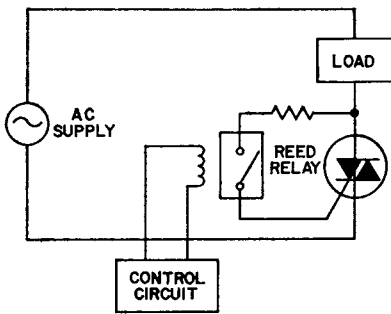 LOAD
AC
SUPPLY
REED
RELAY
CONTROL
CIRCUIT